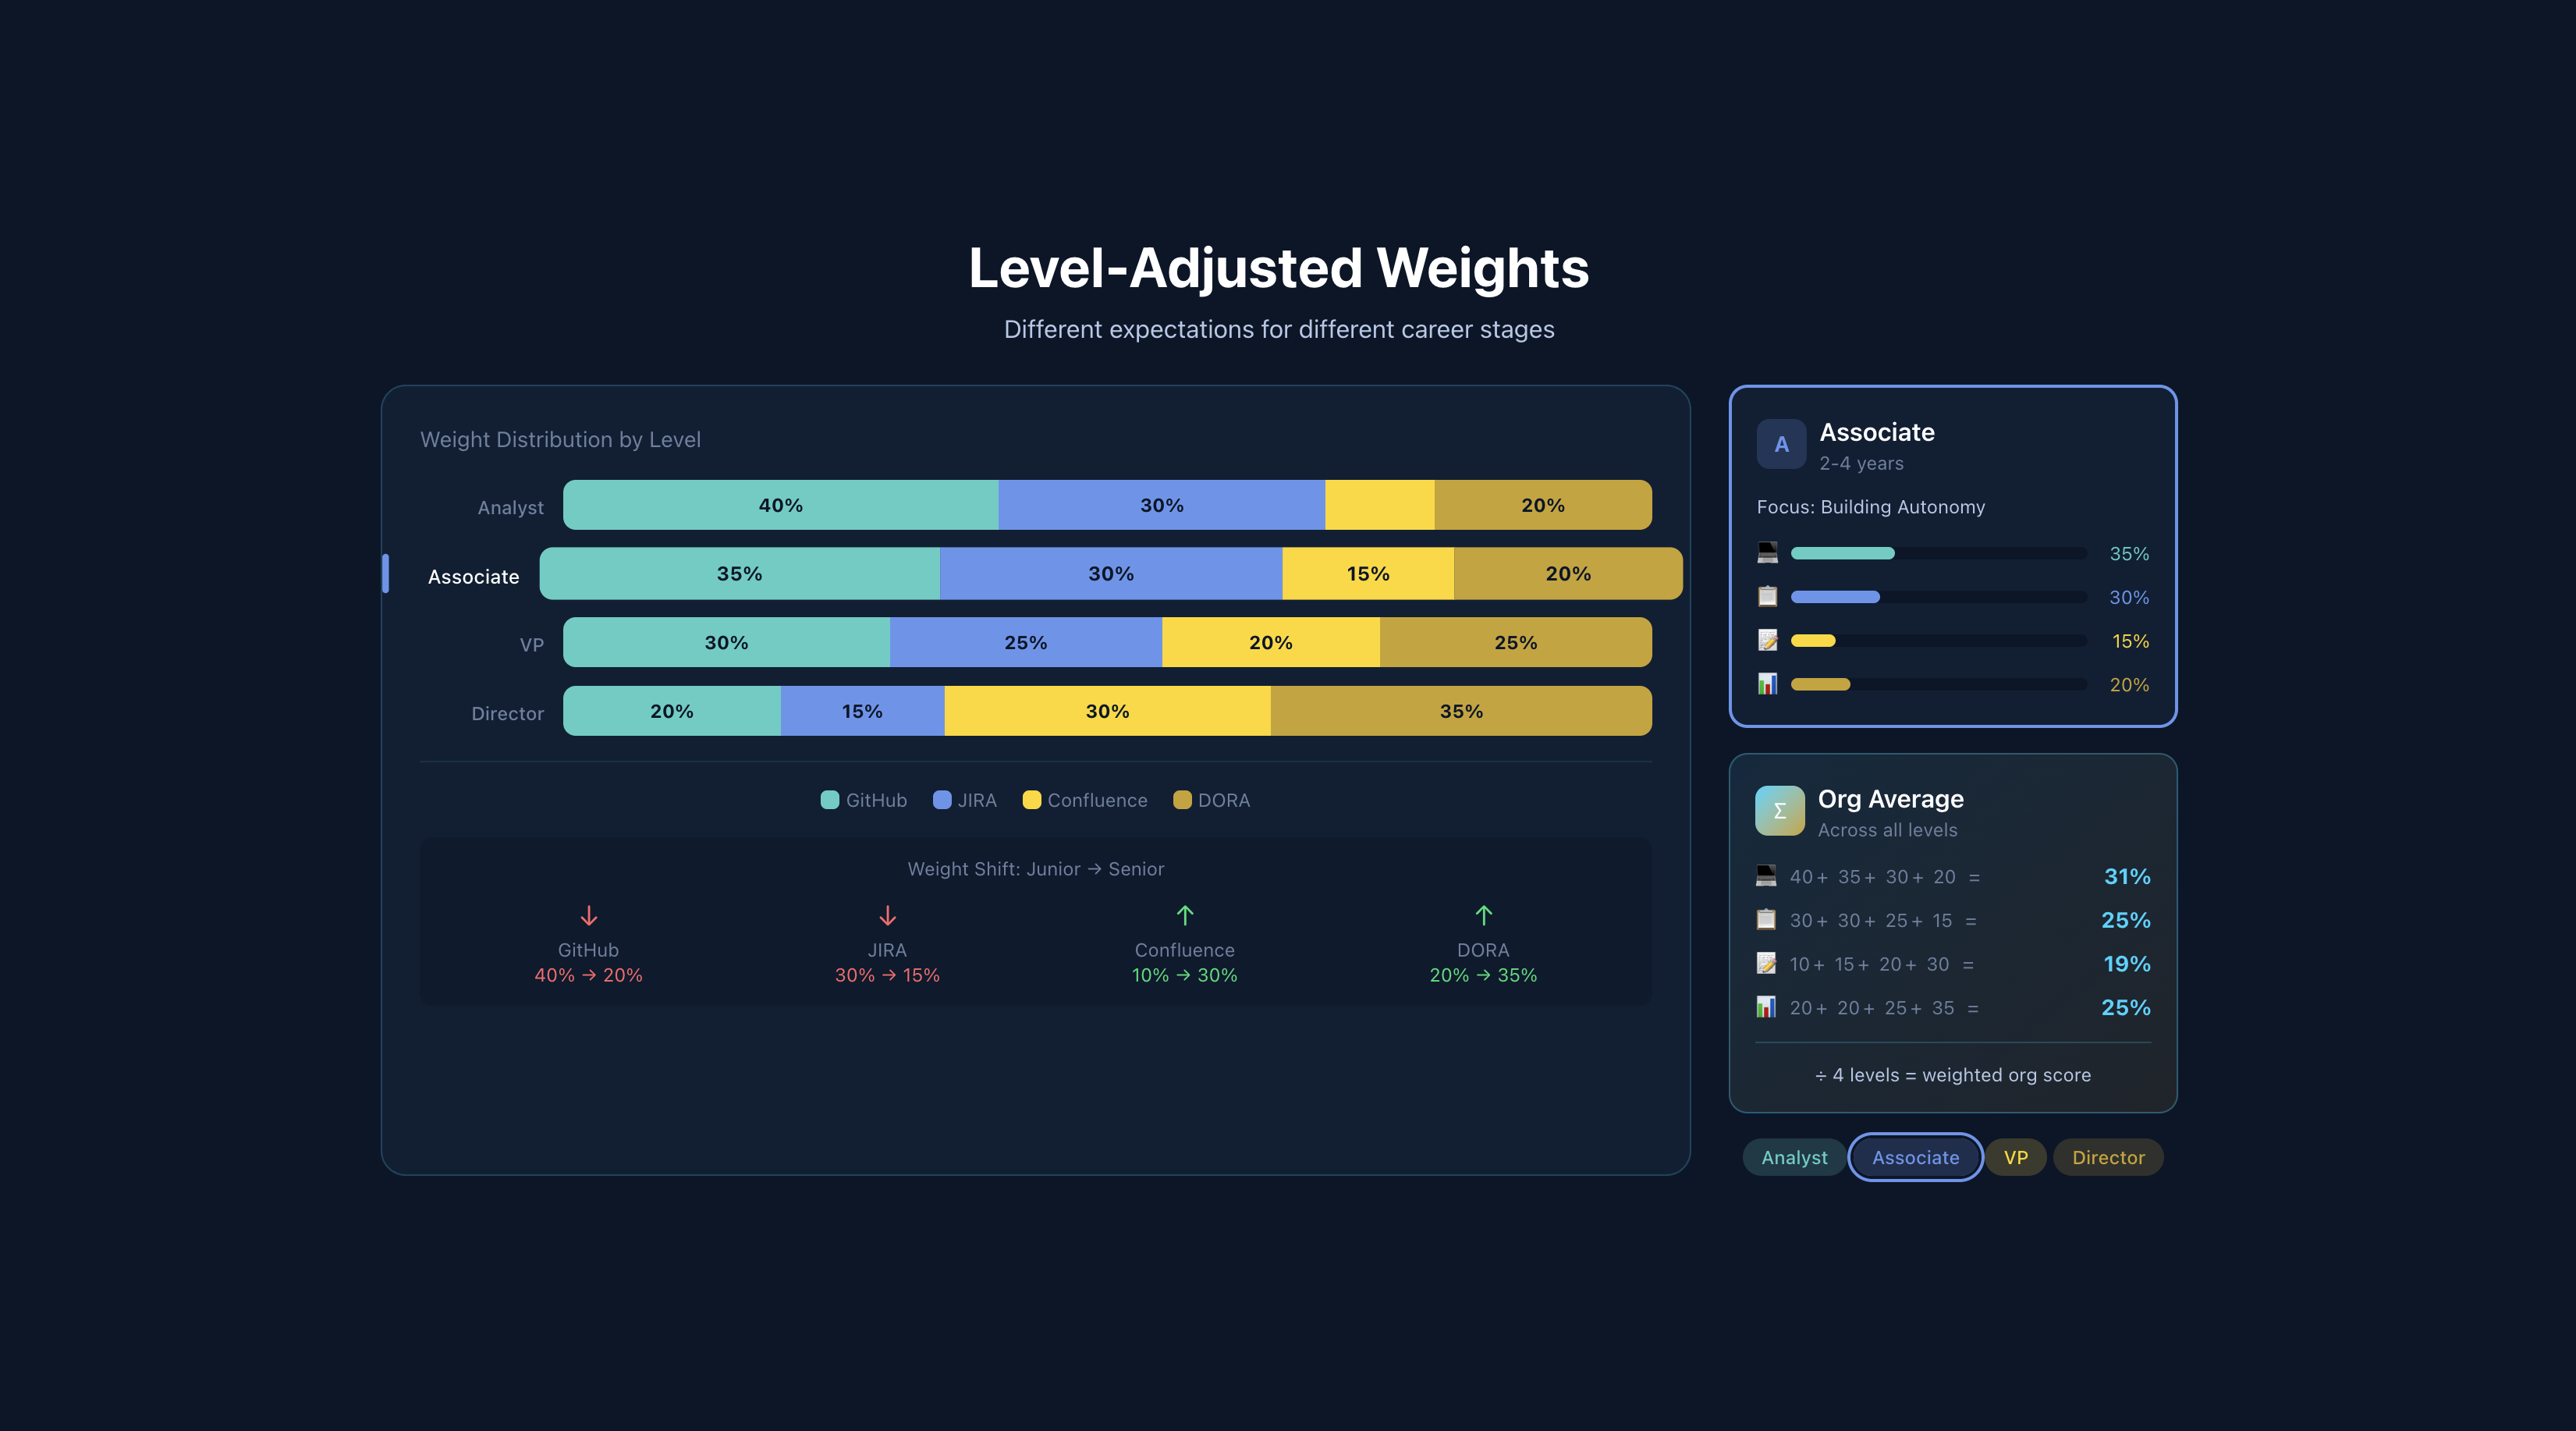 Level-Adjusted Weights
Different expectations for different career stages
Weight Distribution by Level
Analyst 40% 30% 20%
Associate 35% 30% 15% 20%
VP 30% 25% 20% 25%
Director 20% 15% 30% 35%
GitHub JIRA Confluence DORA
Weight Shift: Junior → Senior
↓ ↓ ↑ ↑
GitHub JIRA Confluence DORA
40% → 20% 30% → 15% 10% → 30% 20% → 35%
A
Associate
2-4 years
Focus: Building Autonomy
35%
30%
15%
20%
Σ
Org Average
Across all levels
40+ 35+ 30+ 20 = 31%
30+ 30+ 25+ 15 = 25%
10+ 15+ 20+ 30 = 19%
20+ 20+ 25+ 35 = 25%
÷ 4 levels = weighted org score
Analyst Associate VP Director